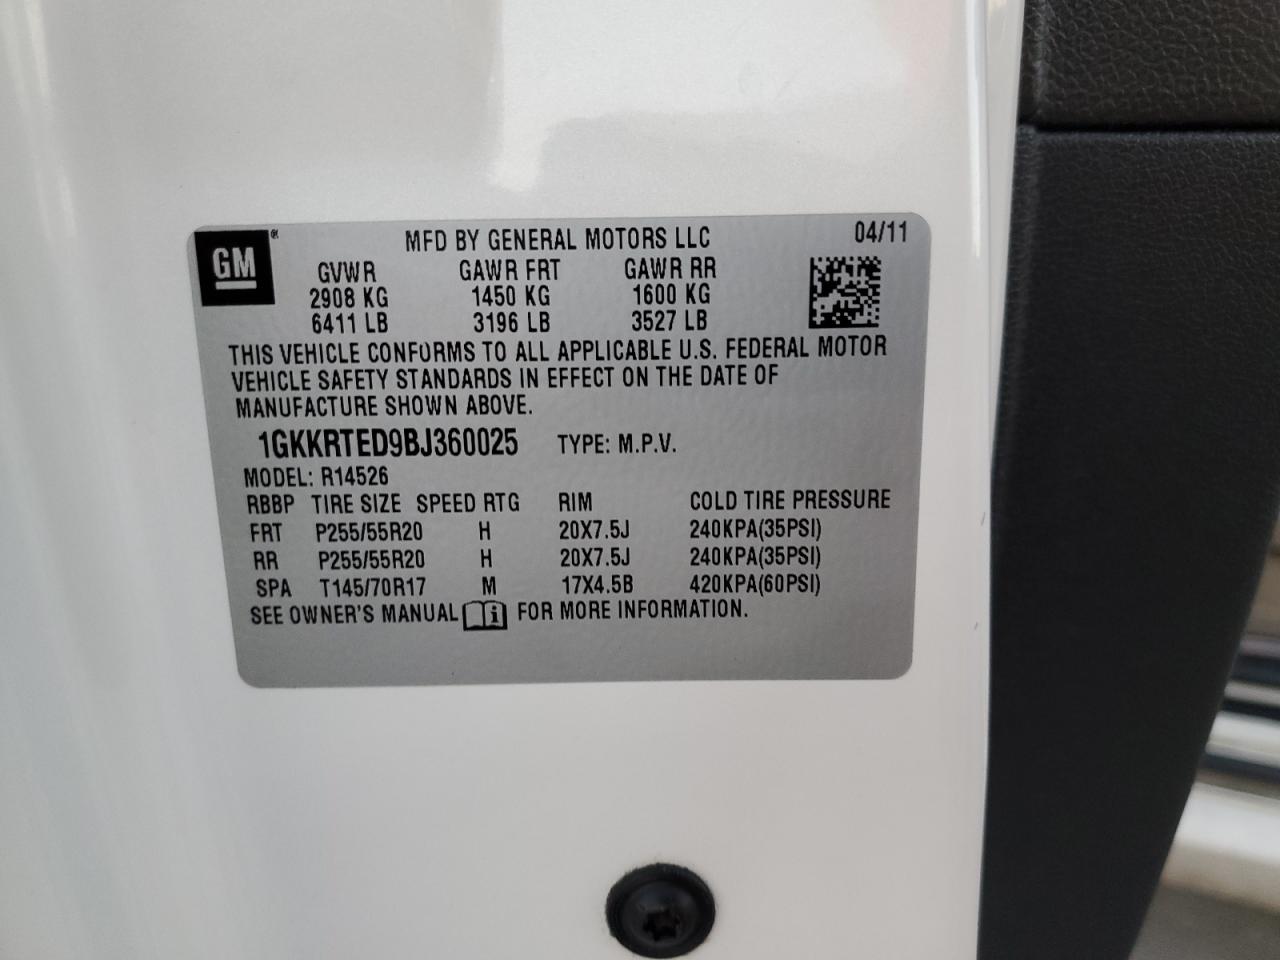 GM ®
MFD BY GENERAL MOTORS LLC 04/11
GVWR GAWR FRT GAWR RR
2908 KG 1450 KG 1600 KG
6411 LB 3196 LB 3527 LB
THIS VEHICLE CONFORMS TO ALL APPLICABLE U.S. FEDERAL MOTOR
VEHICLE SAFETY STANDARDS IN EFFECT ON THE DATE OF
MANUFACTURE SHOWN ABOVE.
1GKKRTED9BJ360025 TYPE: M.P.V.
MODEL: R14526
RBBP TIRE SIZE SPEED RTG RIM COLD TIRE PRESSURE
FRT P255/55R20 H 20X7.5J 240KPA(35PSI)
RR P255/55R20 H 20X7.5J 240KPA(35PSI)
SPA T145/70R17 M 17X4.5B 420KPA(60PSI)
SEE OWNER'S MANUAL i FOR MORE INFORMATION.